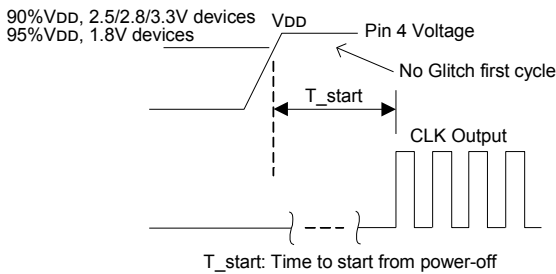 90%VDD, 2.5/2.8/3.3V devices
95%VDD, 1.8V devices
VDD
Pin 4 Voltage
No Glitch first cycle
T_start
CLK Output
T_start: Time to start from power-off